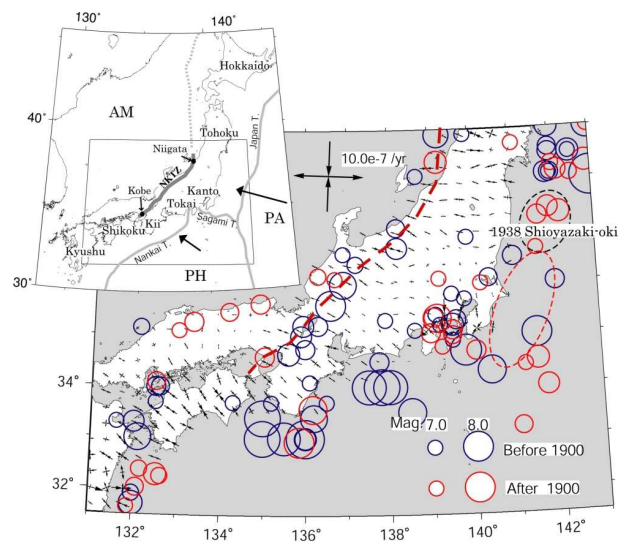 130°
140°
Hokkaido
40°
AM
Tohoku
Japan T.
Niigata
NKTZ
Kobe
Kanto
Tokai
PA
Kii
Shikoku
Sagami T.
Kyushu
Nankai T.
30°
PH
10.0e-7 /yr
1938 Shioyazaki-oki
34°
Mag. 7.0 8.0
Before 1900
After 1900
32°
132° 134° 135° 136° 138° 139° 140° 142°